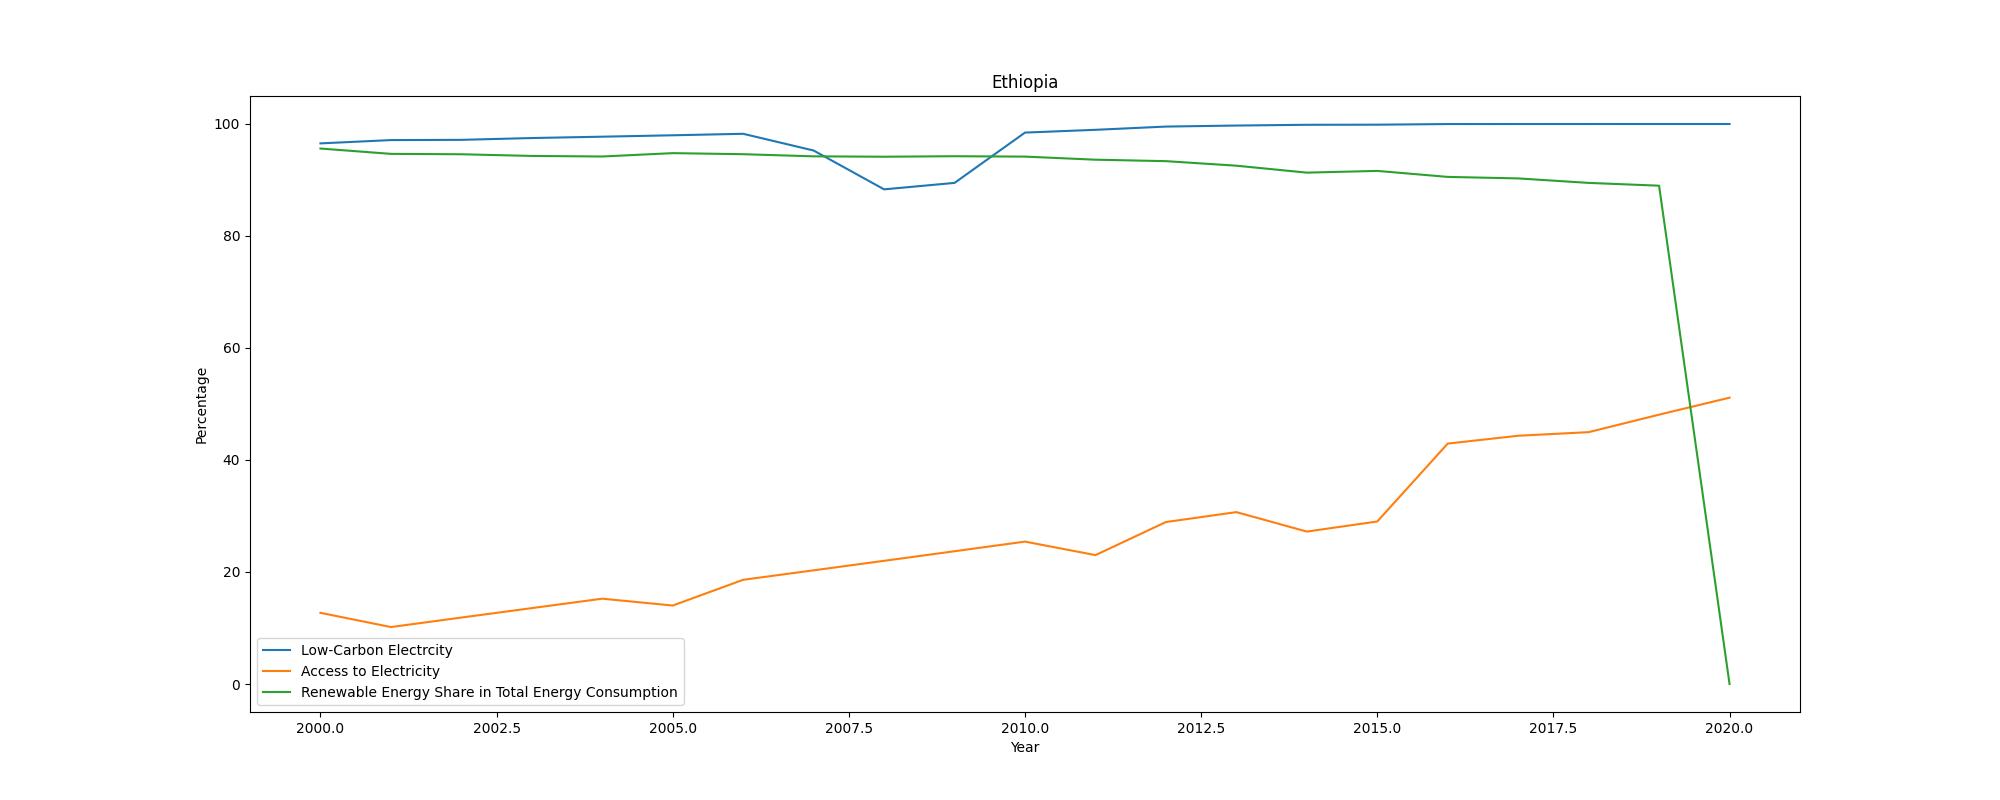 Ethiopia
100
80
60
40
20
0
Percentage
Low-Carbon Electrcity
Access to Electricity
Renewable Energy Share in Total Energy Consumption
2000.0 2002.5 2005.0 2007.5 2010.0 2012.5 2015.0 2017.5 2020.0
Year